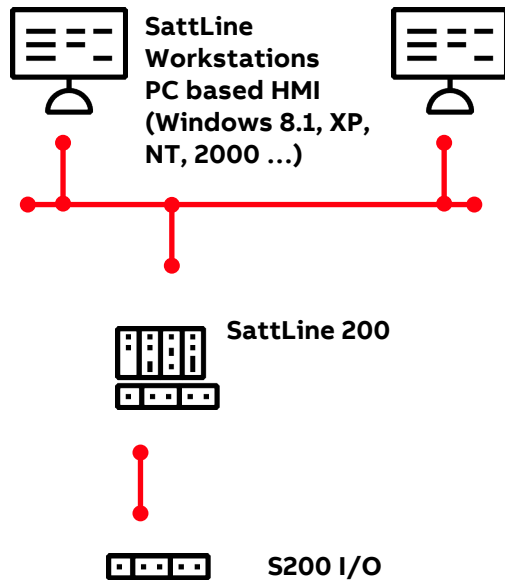 SattLine
Workstations
PC based HMI
(Windows 8.1, XP,
NT, 2000 ...)
SattLine 200
S200 I/O